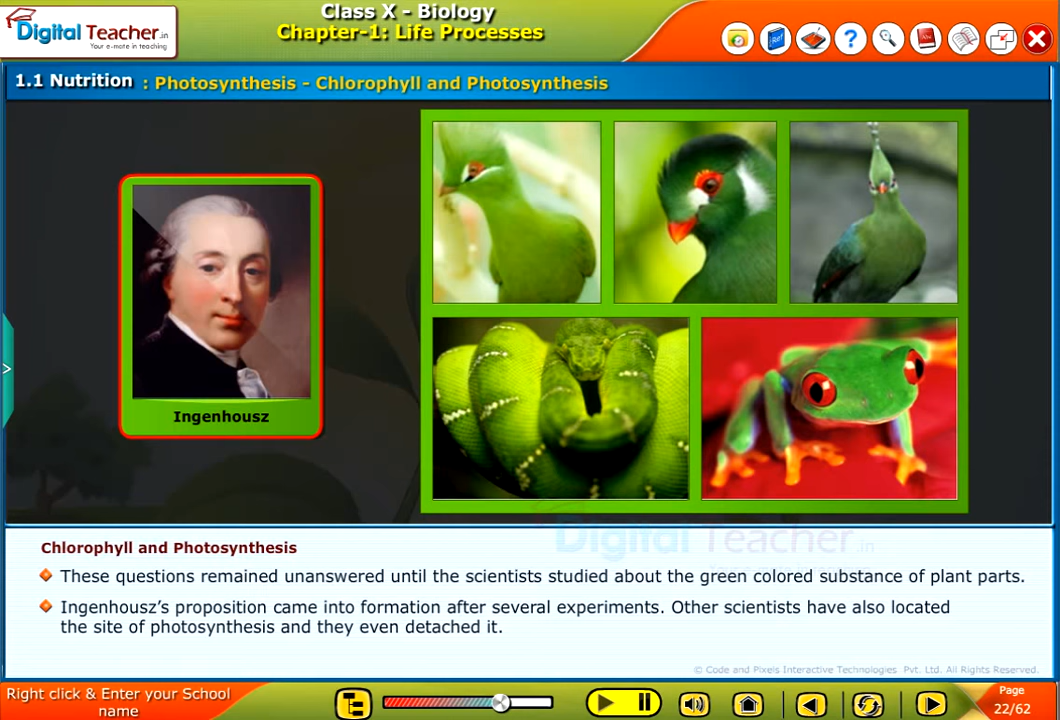 Digital Teacher.in
Your e-mate in teaching
Class X - Biology
Chapter-1: Life Processes
Ref
Abc
1.1 Nutrition : Photosynthesis - Chlorophyll and Photosynthesis
Ingenhousz
Digital Teacher.in
Chlorophyll and Photosynthesis
These questions remained unanswered until the scientists studied about the green colored substance of plant parts.
Ingenhousz's proposition came into formation after several experiments. Other scientists have also located
the site of photosynthesis and they even detached it.
© Code and Pixels Interactive Technologies. Pvt. Ltd. All Rights Reserved.
Right click & Enter your School
name
Page
22/62